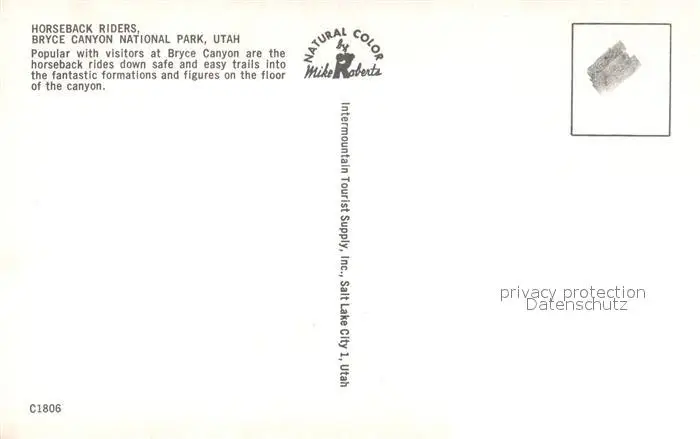 HORSEBACK RIDERS,
BRYCE CANYON NATIONAL PARK, UTAH
Popular with visitors at Bryce Canyon are the
horseback rides down safe and easy trails into
the fantastic formations and figures on the floor
of the canyon.
NATURAL COLOR
by
Mike Roberts
Intermountain Tourist Supply, Inc., Salt Lake City 1, Utah
privacy protection
Datenschutz
C1806